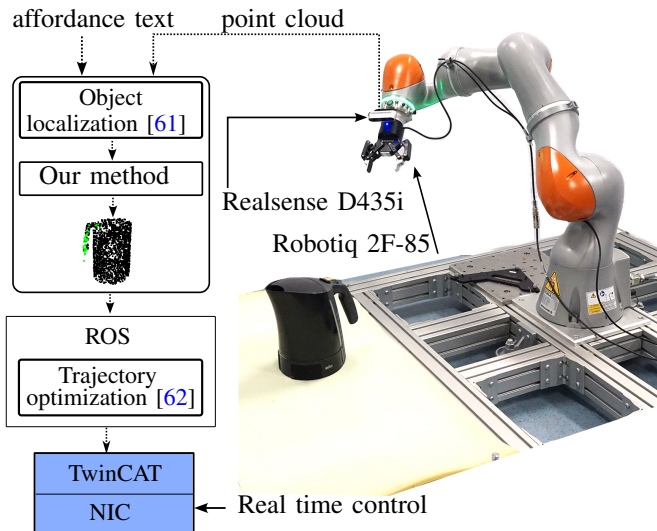 affordance text
point cloud
Object
localization [61]
Our method
Realsense D435i
Robotiq 2F-85
ROS
Trajectory
optimization [62]
TwinCAT
NIC
Real time control